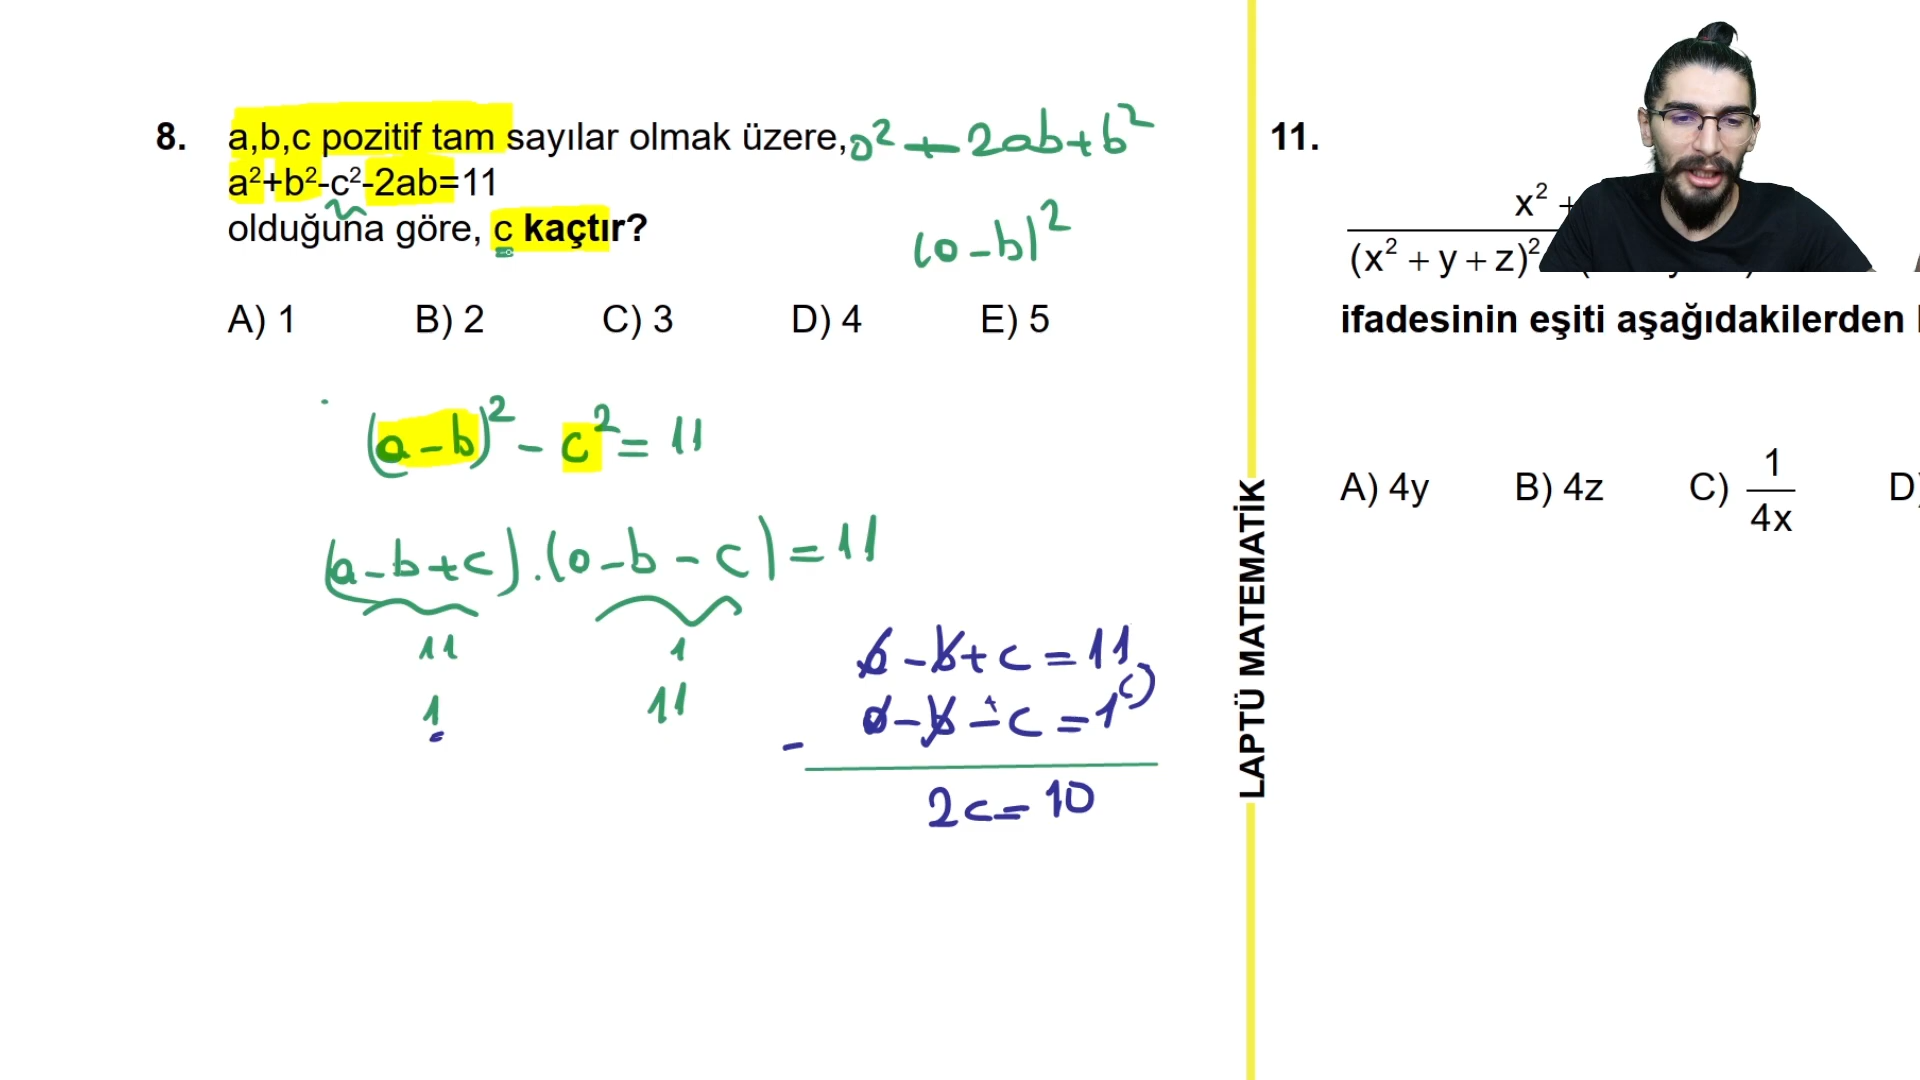 8. a,b,c pozitif tam sayılar olmak üzere, a²+2ab+b²
a²+b²-c²-2ab=11
olduğuna göre, c kaçtır?
(a-b)²
A) 1 B) 2 C) 3 D) 4 E) 5
(a-b)²-c²=11
(a-b+c).(a-b-c)=11
11 1
1 11
a-b+c=11
a-b-c=1 (-)
-
2c=10
LAPTÜ MATEMATİK
11.
x² +
(x² + y + z)²
ifadesinin eşiti aşağıdakilerden
A) 4y B) 4z C) 1/4x D)